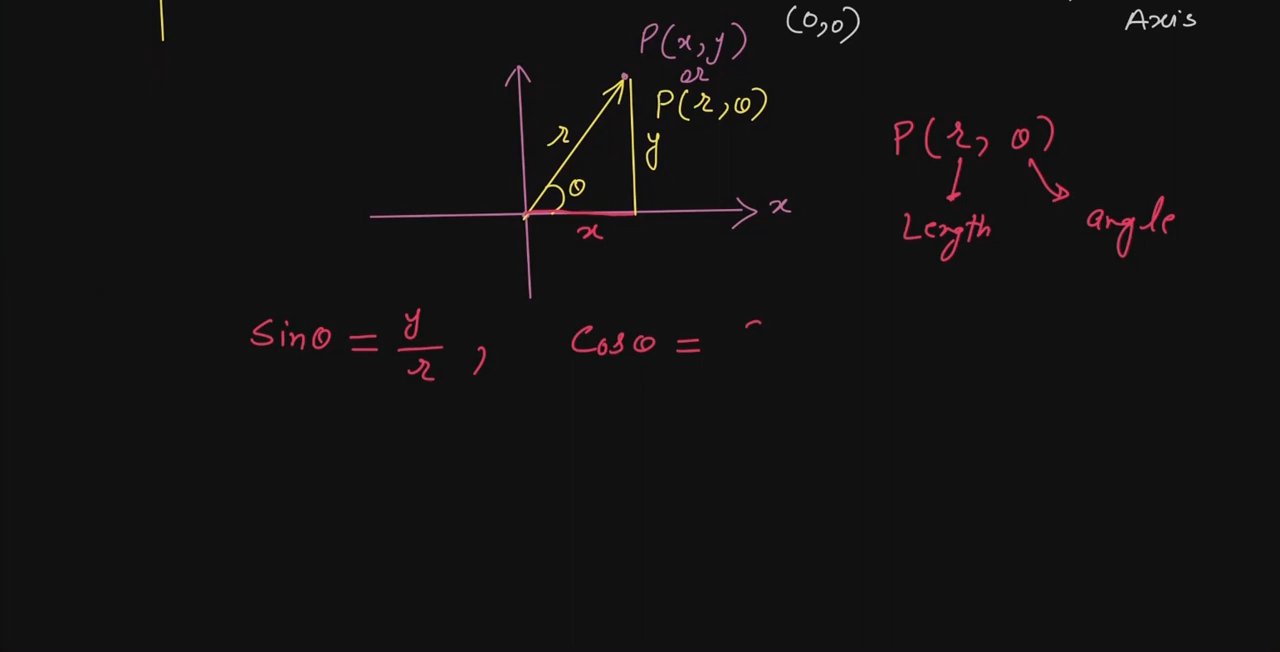 (0,0)
Axis
P(x,y)
or
P(r,θ)
r
θ
y
x
x
P(r, θ)
Length
angle
Sinθ = y/r , Cosθ =